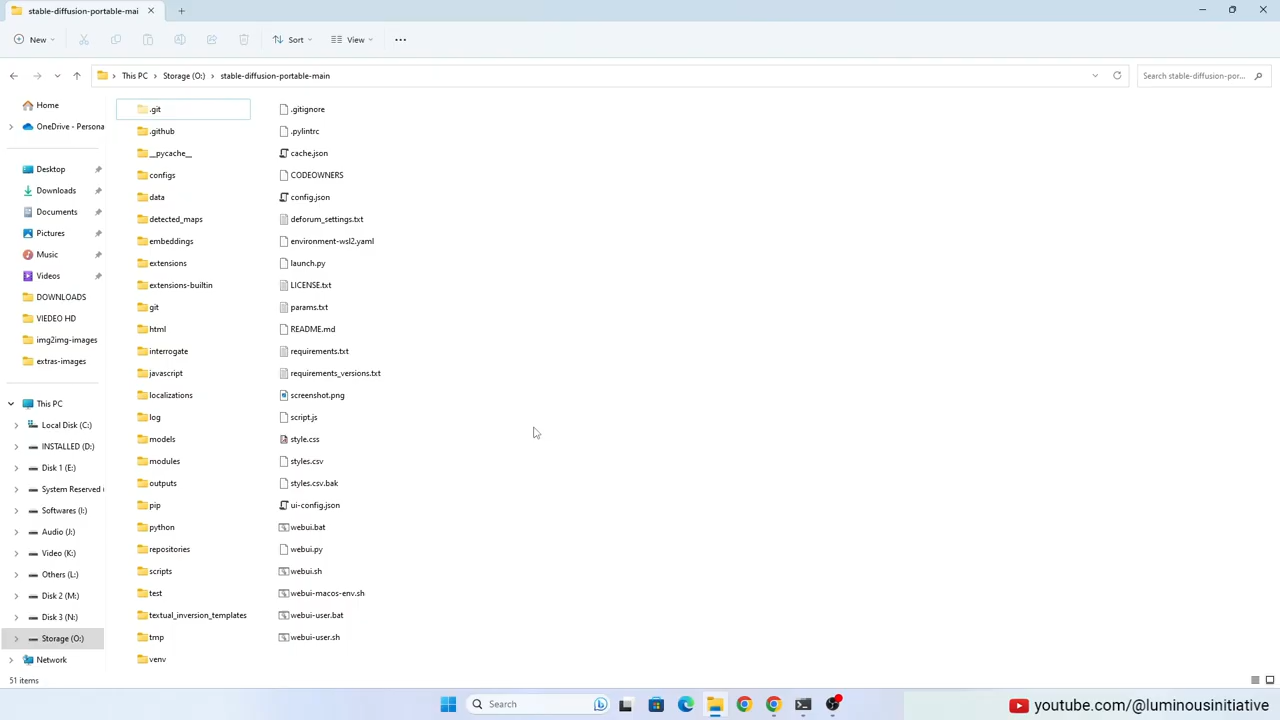 stable-diffusion-portable-mai
New
Sort
View
This PC
Storage (O:)
stable-diffusion-portable-main
Search stable-diffusion-por...
Home
OneDrive - Persona
Desktop
Downloads
Documents
Pictures
Music
Videos
DOWNLOADS
VIEDEO HD
img2img-images
extras-images
This PC
Local Disk (C:)
INSTALLED (D:)
Disk 1 (E:)
System Reserved (
Softwares (I:)
Audio (J:)
Video (K:)
Others (L:)
Disk 2 (M:)
Disk 3 (N:)
Storage (O:)
Network
.git
.github
__pycache__
configs
data
detected_maps
embeddings
extensions
extensions-builtin
git
html
interrogate
javascript
localizations
log
models
modules
outputs
pip
python
repositories
scripts
test
textual_inversion_templates
tmp
venv
.gitignore
.pylintrc
cache.json
CODEOWNERS
config.json
deforum_settings.txt
environment-wsl2.yaml
launch.py
LICENSE.txt
params.txt
README.md
requirements.txt
requirements_versions.txt
screenshot.png
script.js
style.css
styles.csv
styles.csv.bak
ui-config.json
webui.bat
webui.py
webui.sh
webui-macos-env.sh
webui-user.bat
webui-user.sh
51 items
Search
youtube.com/@luminousinitiative